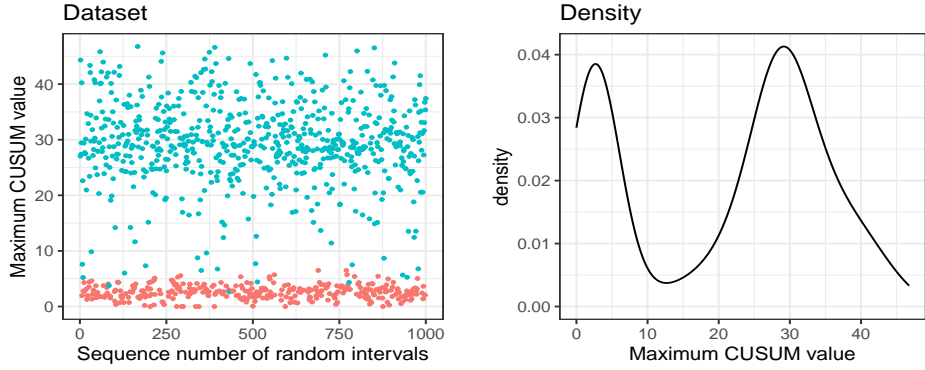 Dataset
Maximum CUSUM value
40
30
20
10
0
0 250 500 750 1000
Sequence number of random intervals
Density
density
0.04
0.03
0.02
0.01
0.00
0 10 20 30 40
Maximum CUSUM value